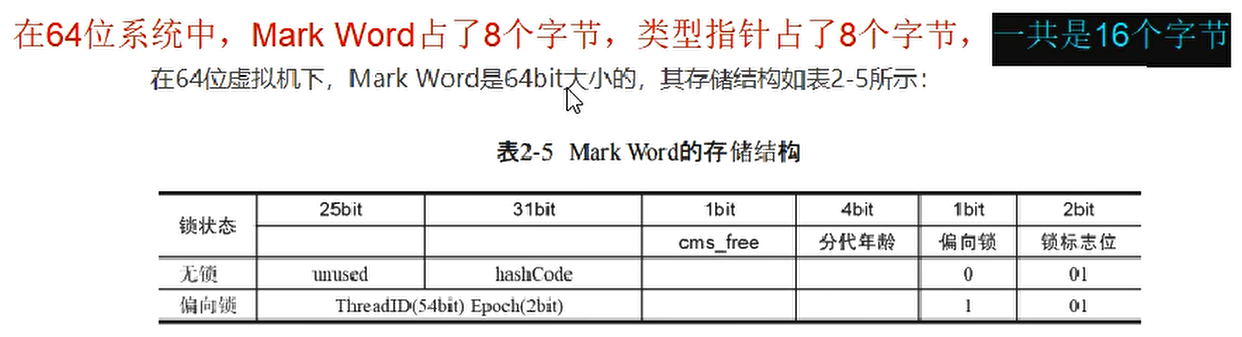 在64位系统中，Mark Word占了8个字节，类型指针占了8个字节，一共是16个字节
在64位虚拟机下，Mark Word是64bit大小的，其存储结构如表2-5所示：
表2-5 Mark Word的存储结构
锁状态 25bit 31bit 1bit 4bit 1bit 2bit
cms_free 分代年龄 偏向锁 锁标志位
无锁 unused hashCode 0 01
偏向锁 ThreadID(54bit) Epoch(2bit) 1 01